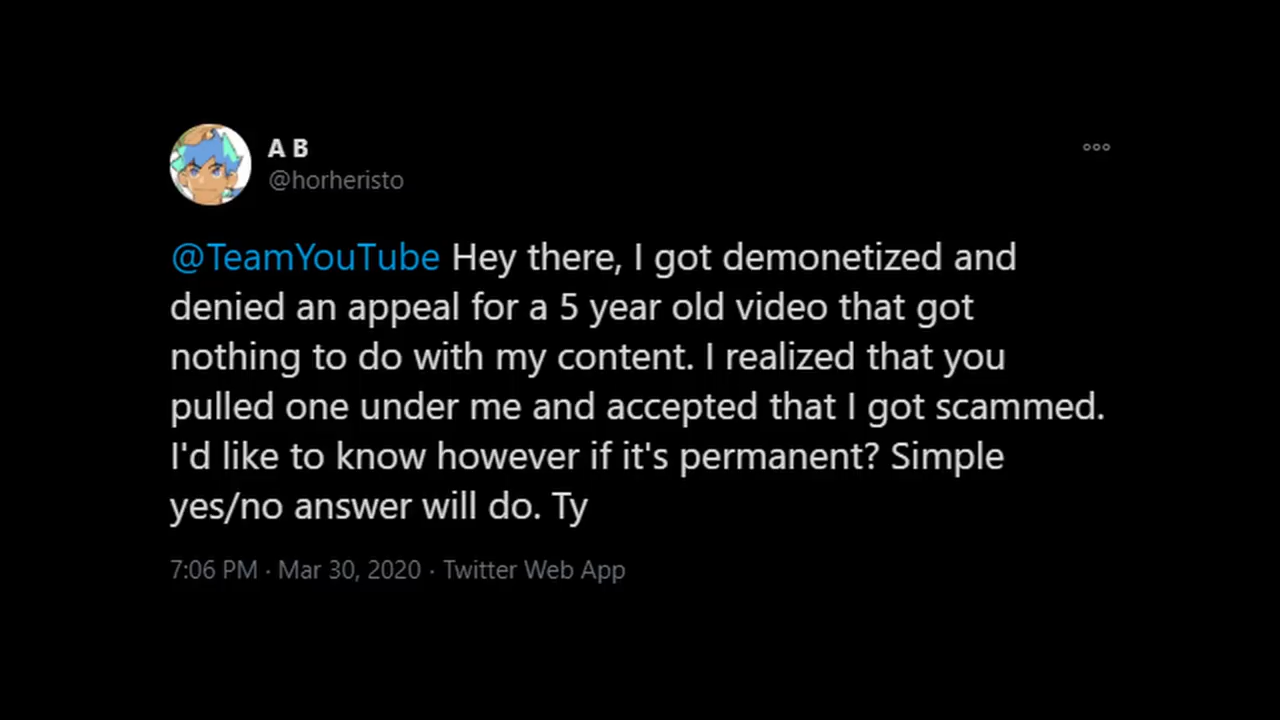 A B
@horheristo
@TeamYouTube Hey there, I got demonetized and
denied an appeal for a 5 year old video that got
nothing to do with my content. I realized that you
pulled one under me and accepted that I got scammed.
I'd like to know however if it's permanent? Simple
yes/no answer will do. Ty
7:06 PM · Mar 30, 2020 · Twitter Web App